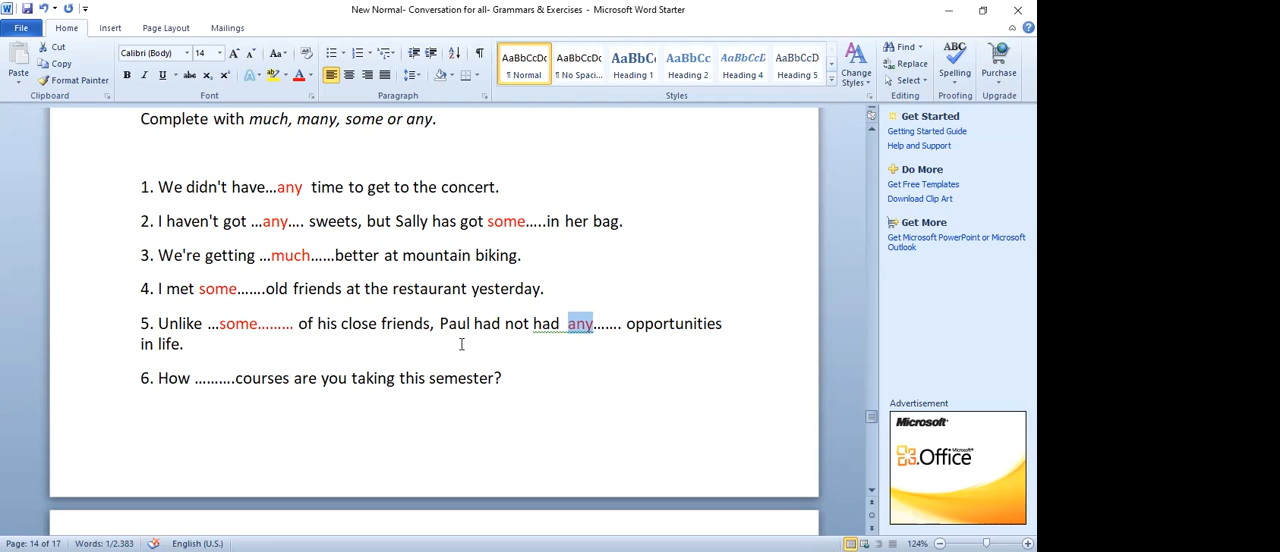 New Normal- Conversation for all- Grammars & Exercises - Microsoft Word Starter
File Home Insert Page Layout Mailings
Paste Cut Copy Format Painter
Calibri (Body) 14
AaBbCcDc AaBbCcDc AaBbC AaBbCc AaBbCcD AaBbCcDc
¶ Normal ¶ No Spaci... Heading 1 Heading 2 Heading 4 Heading 5
Change Styles
Find Replace Select
Spelling Purchase
Clipboard Font Paragraph Styles Editing Proofing Upgrade
Complete with much, many, some or any.
1. We didn't have…any time to get to the concert.
2. I haven't got …any…. sweets, but Sally has got some…..in her bag.
3. We're getting …much……better at mountain biking.
4. I met some…….old friends at the restaurant yesterday.
5. Unlike …some……… of his close friends, Paul had not had any……. opportunities
in life.
6. How ……….courses are you taking this semester?
Get Started
Getting Started Guide
Help and Support
Do More
Get Free Templates
Download Clip Art
Get More
Get Microsoft PowerPoint or Microsoft
Outlook
Advertisement
Microsoft
Office
Page: 14 of 17 Words: 1/2.383 English (U.S.) 124%